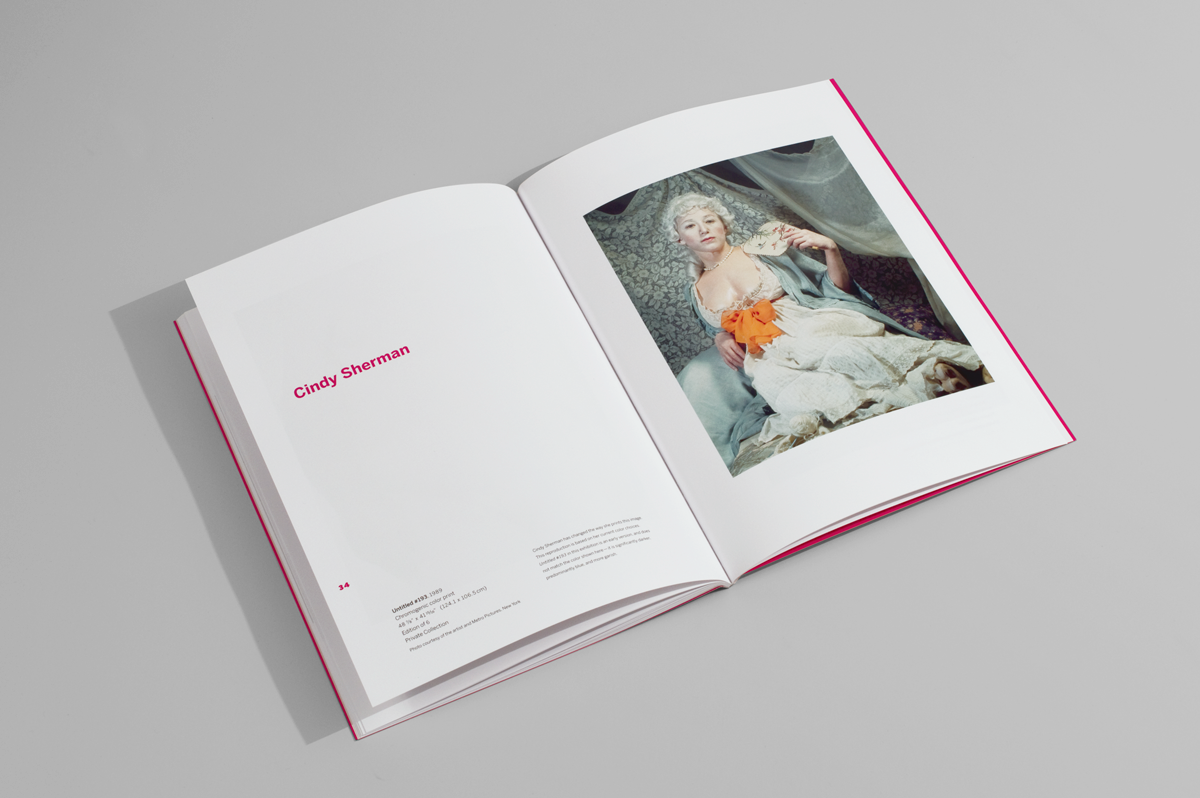 Cindy Sherman
34
Untitled #193, 1989
Chromogenic color print
48 ⅞" x 41 15/16" (124.1 x 106.5 cm)
Edition of 6
Private Collection
Photo courtesy of the artist and Metro Pictures, New York
Cindy Sherman has changed the way she prints this image.
This reproduction is based on her current color choices.
Untitled #193 in this exhibition is an early version, and does
not match the color shown here – it is significantly darker,
predominantly blue, and more garish.